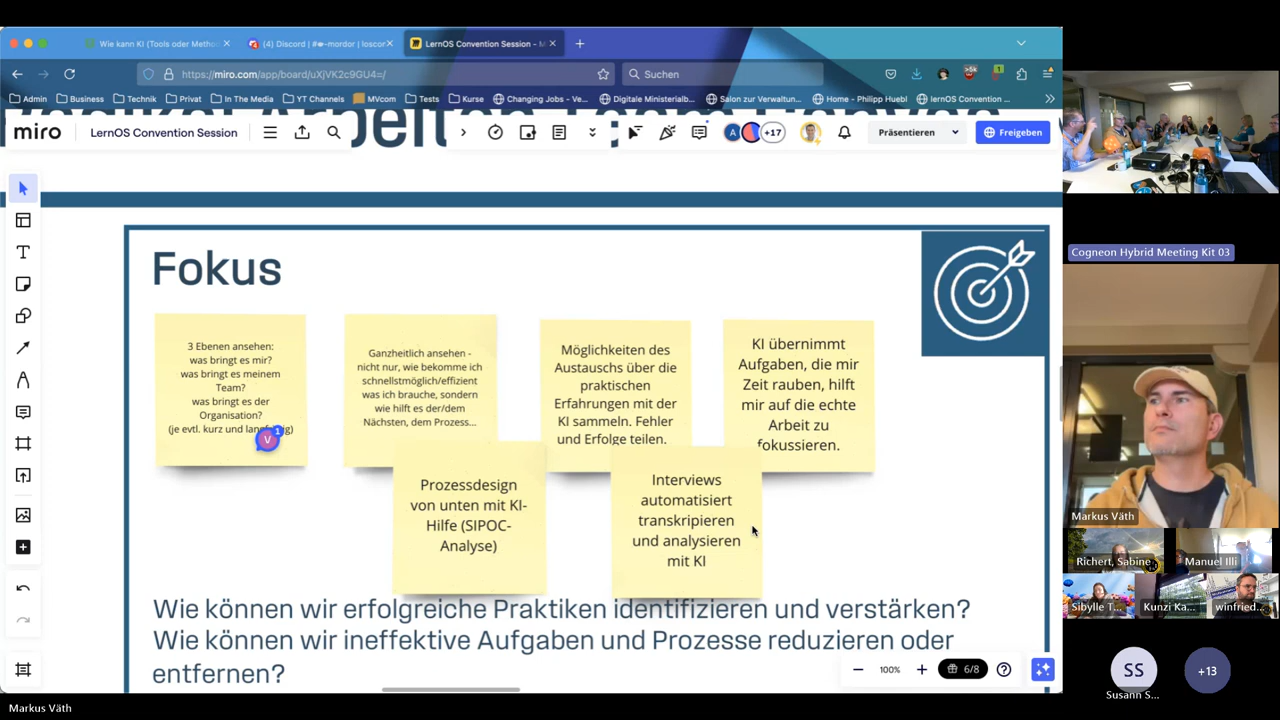 Wie kann KI (Tools oder Metho
(4) Discord | # -mordor | loscor
LernOS Convention Session - M
https://miro.com/app/board/uXjVK2c9GU4=/
Suchen
Admin
Business
Technik
Privat
In The Media
YT Channels
MVcom
Tests
Kurse
Changing Jobs - Ve...
Digitale Ministerialb...
Salon zur Verwaltun...
Home - Philipp Huebl
lernOS Convention ...
miro
LernOS Convention Session
A
+17
Präsentieren
Freigeben
Fokus
3 Ebenen ansehen:
was bringt es mir?
was bringt es meinem
Team?
was bringt es der
Organisation?
(je evtl. kurz und
V
1
Ganzheitlich ansehen -
nicht nur, wie bekomme ich
schnellstmöglich/effizient
was ich brauche, sondern
wie hilft es der/dem
Nächsten, dem Prozess...
Möglichkeiten des
Austauschs über die
praktischen
Erfahrungen mit der
KI sammeln. Fehler
und Erfolge teilen.
KI übernimmt
Aufgaben, die mir
Zeit rauben, hilft
mir auf die echte
Arbeit zu
fokussieren.
Prozessdesign
von unten mit KI-
Hilfe (SIPOC-
Analyse)
Interviews
automatisiert
transkripieren
und analysieren
mit KI
Wie können wir erfolgreiche Praktiken identifizieren und verstärken?
Wie können wir ineffektive Aufgaben und Prozesse reduzieren oder
entfernen?
100%
6/8
Cogneon Hybrid Meeting Kit 03
Markus Väth
Richert, Sabine
Manuel Illi
Sibylle T...
Kunzi Ka...
winfried...
SS
Susann S...
+13
Markus Väth